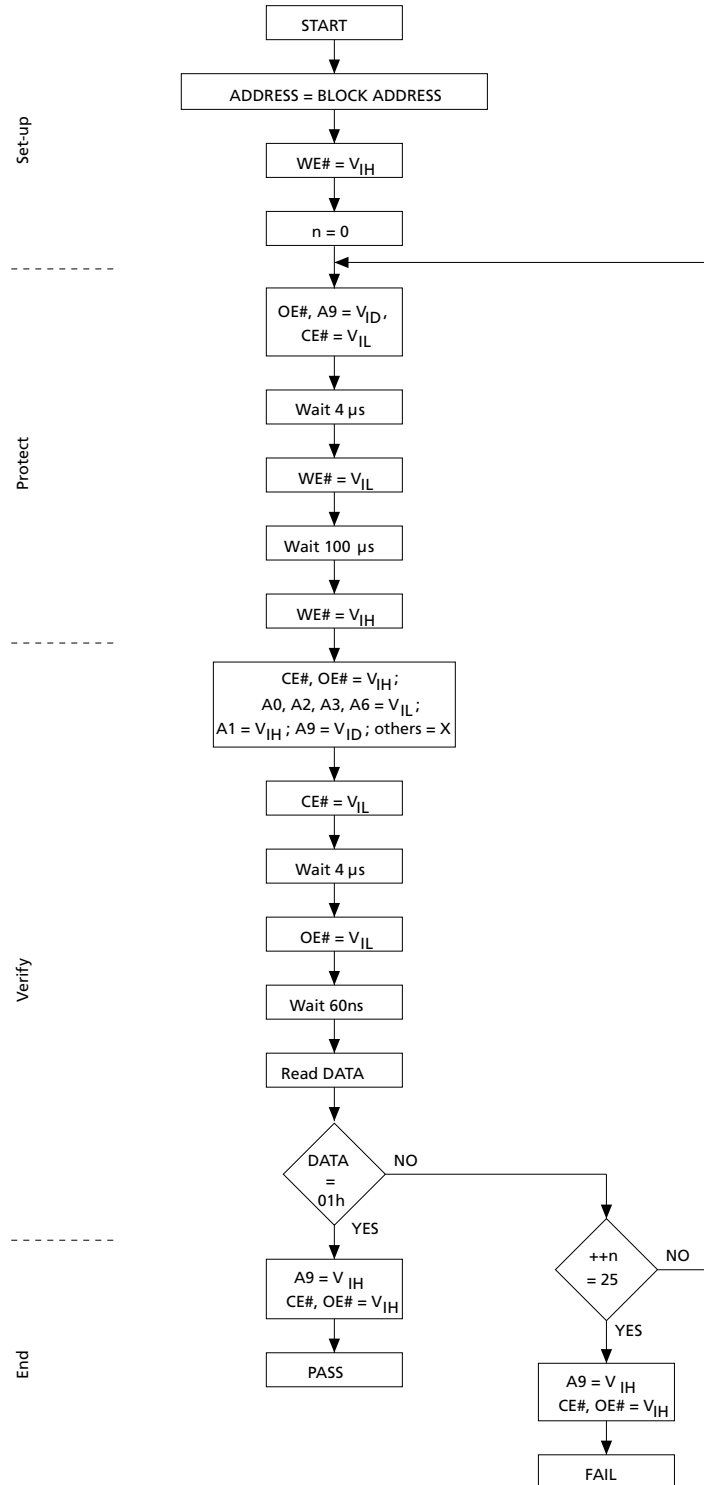 START
ADDRESS = BLOCK ADDRESS
Set-up
WE# = VIH
n = 0
OE#, A9 = VID,
CE# = VIL
Wait 4 µs
Protect
WE# = VIL
Wait 100 µs
WE# = VIH
CE#, OE# = VIH;
A0, A2, A3, A6 = VIL;
A1 = VIH; A9 = VID; others = X
CE# = VIL
Wait 4 µs
OE# = VIL
Verify
Wait 60ns
Read DATA
DATA
=
01h
NO
YES
++n
= 25
NO
YES
A9 = VIH
CE#, OE# = VIH
End
PASS
A9 = VIH
CE#, OE# = VIH
FAIL